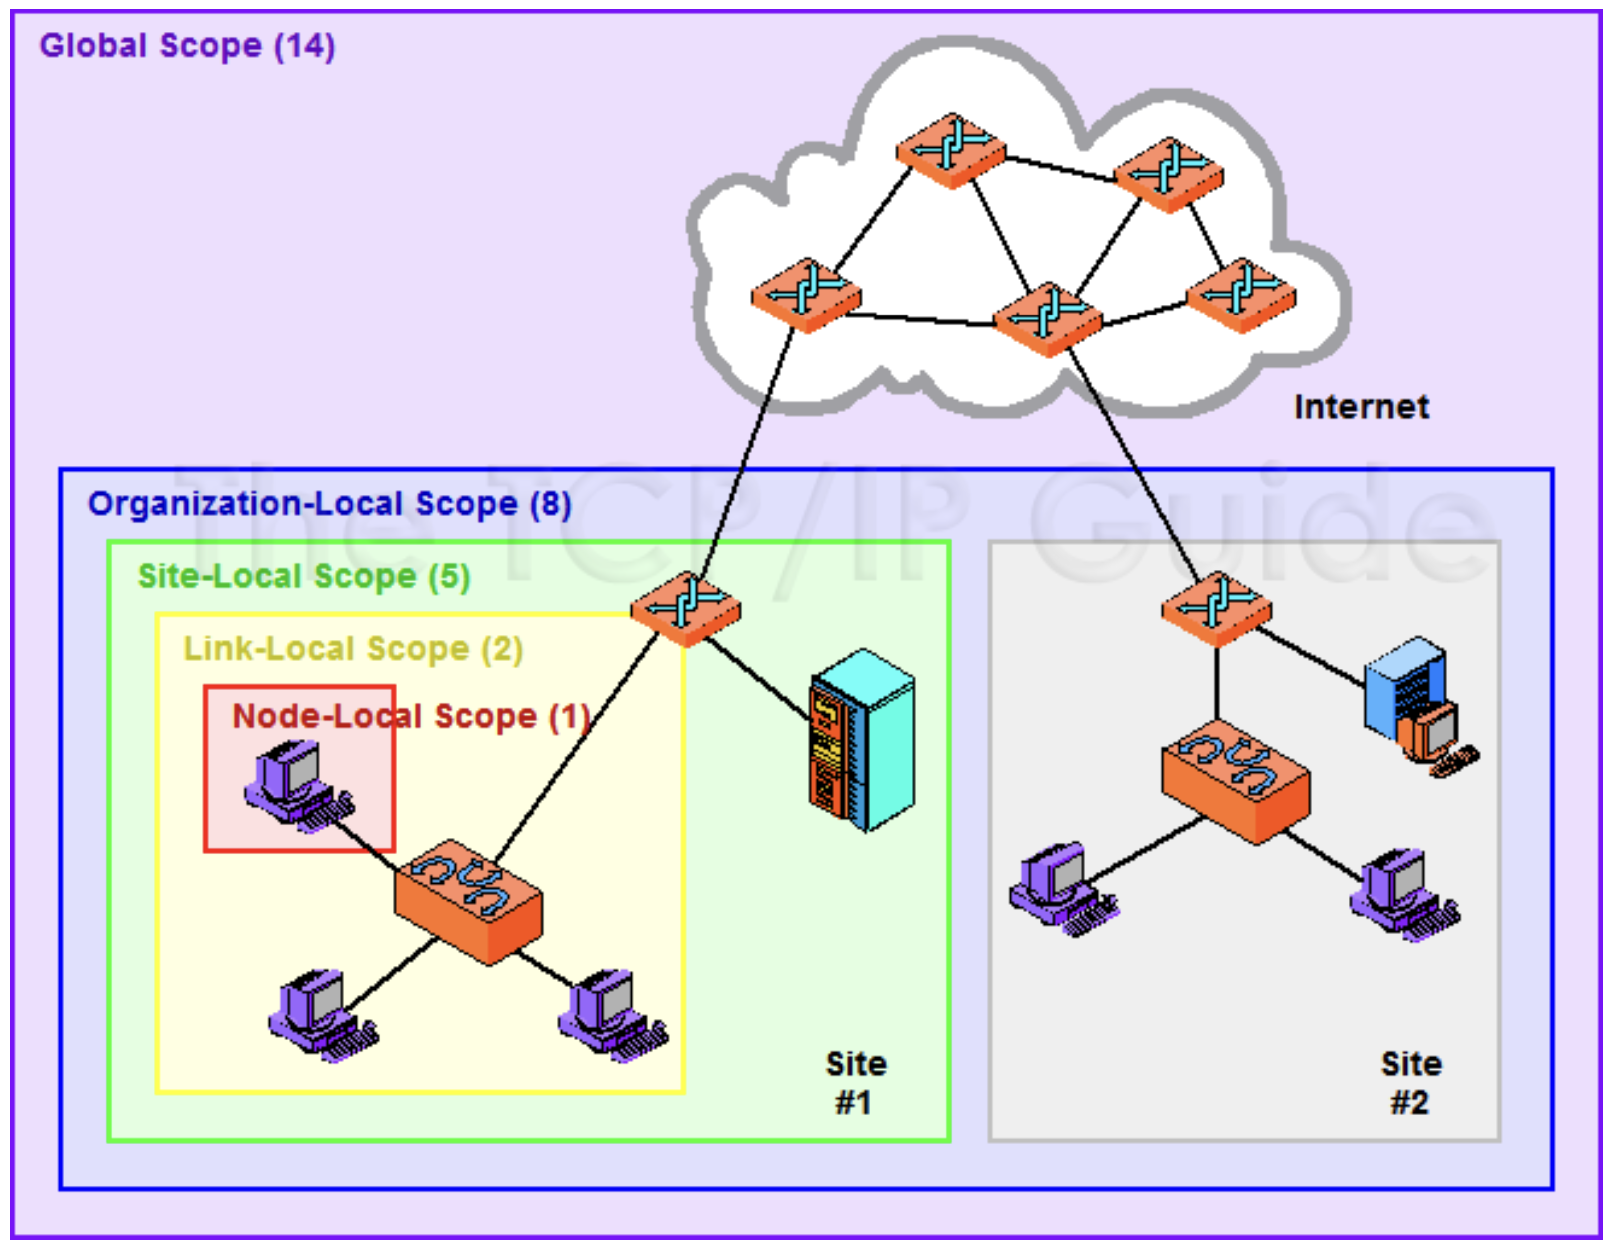 Global Scope (14)
Internet
The TCP/IP Guide
Organization-Local Scope (8)
Site-Local Scope (5)
Link-Local Scope (2)
Node-Local Scope (1)
Site
#1
Site
#2